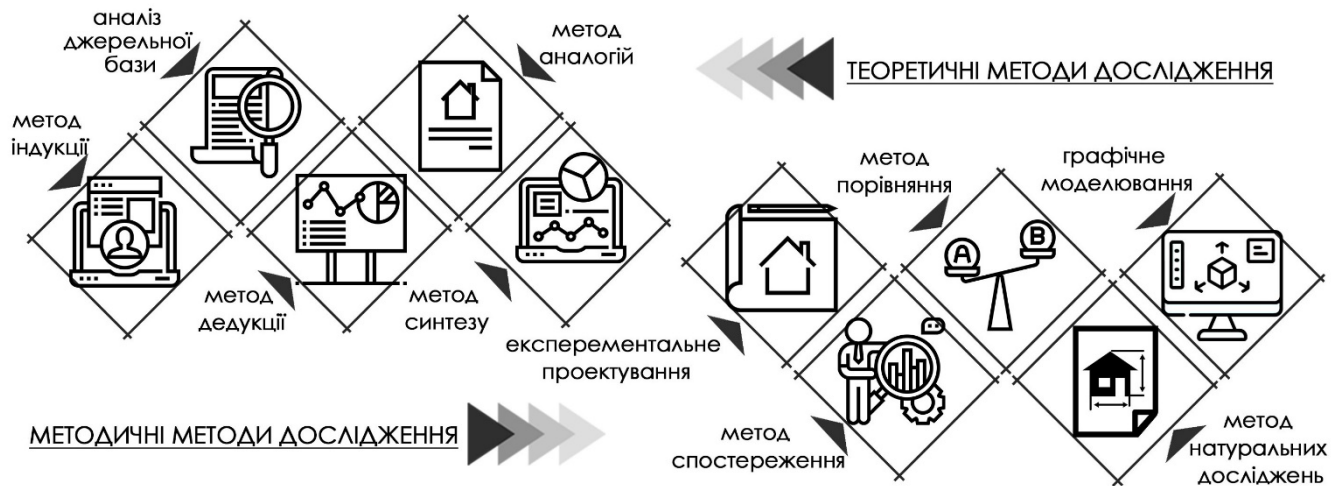 аналіз
джерельної
бази
метод
аналогій
ТЕОРЕТИЧНІ МЕТОДИ ДОСЛІДЖЕННЯ
метод
індукції
метод
порівняння
графічне
моделювання
A
B
метод
дедукції
метод
синтезу
експерементальне
проектування
МЕТОДИЧНІ МЕТОДИ ДОСЛІДЖЕННЯ
метод
спостереження
метод
натуральних
досліджень